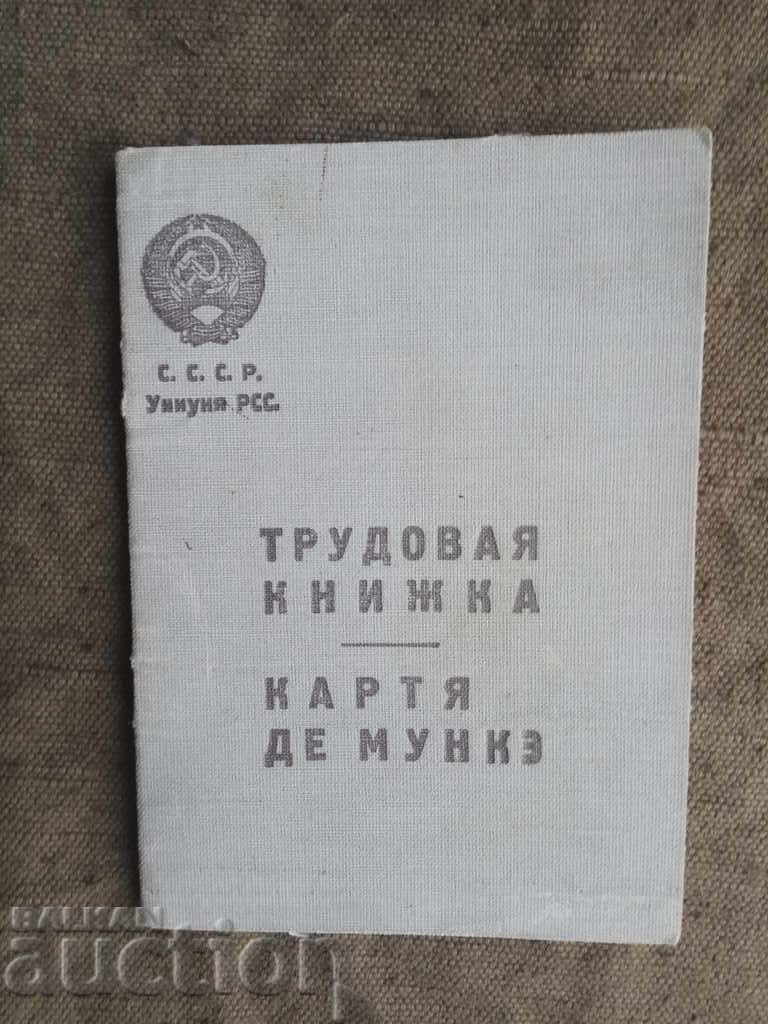 С. С. С. Р.
Униуня РСС.
ТРУДОВАЯ
КНИЖКА
КАРТЯ
ДЕ МУНКЭ
BALKAN
auction